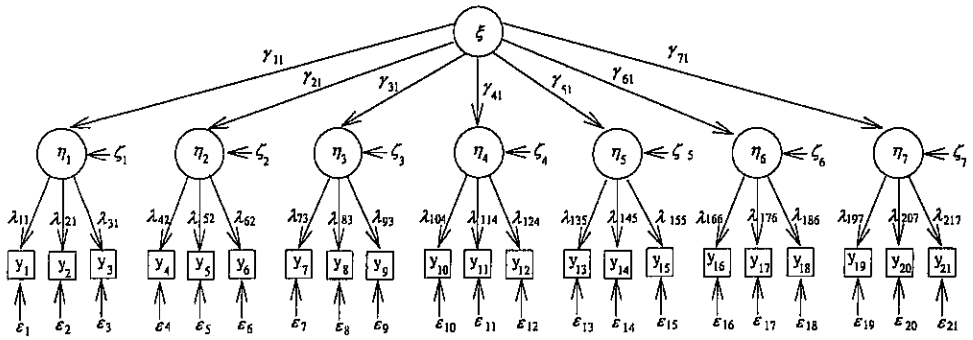 ξ
γ11 γ21 γ31 γ41 γ51 γ61 γ71
η1 ζ1 η2 ζ2 η3 ζ3 η4 ζ4 η5 ζ5 η6 ζ6 η7 ζ7
λ11 λ21 λ31 λ42 λ52 λ62 λ73 λ83 λ93 λ104 λ114 λ124 λ135 λ145 λ155 λ166 λ176 λ186 λ197 λ207 λ217
y1 y2 y3 y4 y5 y6 y7 y8 y9 y10 y11 y12 y13 y14 y15 y16 y17 y18 y19 y20 y21
ε1 ε2 ε3 ε4 ε5 ε6 ε7 ε8 ε9 ε10 ε11 ε12 ε13 ε14 ε15 ε16 ε17 ε18 ε19 ε20 ε21